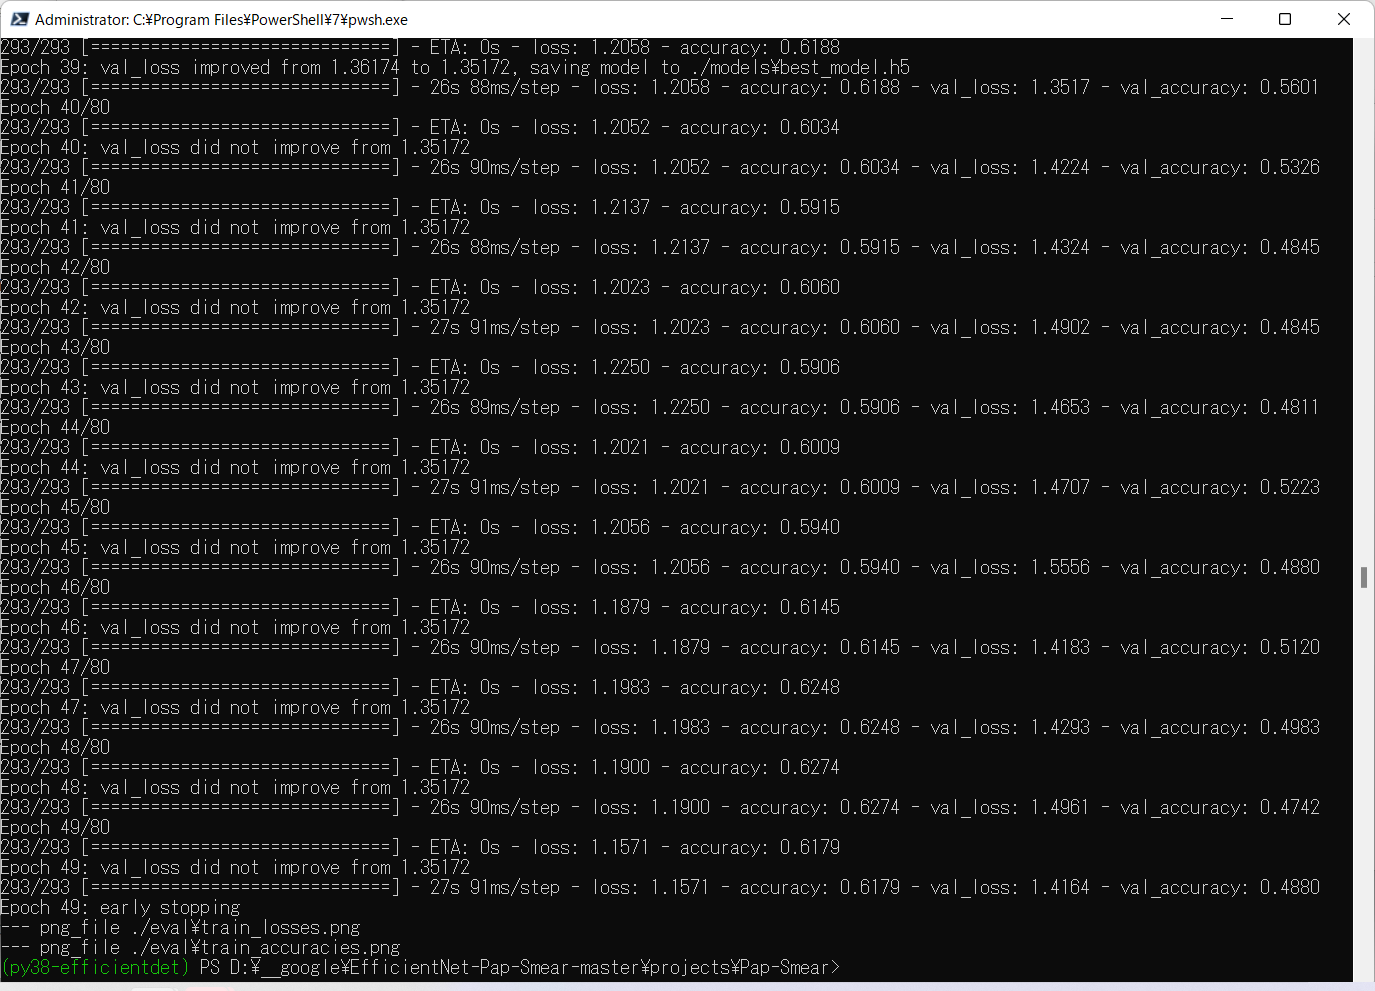 Administrator: C:¥Program Files¥PowerShell¥7¥pwsh.exe
293/293 [==============================] - ETA: 0s - loss: 1.2058 - accuracy: 0.6188
Epoch 39: val_loss improved from 1.36174 to 1.35172, saving model to ./models¥best_model.h5
293/293 [==============================] - 26s 88ms/step - loss: 1.2058 - accuracy: 0.6188 - val_loss: 1.3517 - val_accuracy: 0.5601
Epoch 40/80
293/293 [==============================] - ETA: 0s - loss: 1.2052 - accuracy: 0.6034
Epoch 40: val_loss did not improve from 1.35172
293/293 [==============================] - 26s 90ms/step - loss: 1.2052 - accuracy: 0.6034 - val_loss: 1.4224 - val_accuracy: 0.5326
Epoch 41/80
293/293 [==============================] - ETA: 0s - loss: 1.2137 - accuracy: 0.5915
Epoch 41: val_loss did not improve from 1.35172
293/293 [==============================] - 26s 88ms/step - loss: 1.2137 - accuracy: 0.5915 - val_loss: 1.4324 - val_accuracy: 0.4845
Epoch 42/80
293/293 [==============================] - ETA: 0s - loss: 1.2023 - accuracy: 0.6060
Epoch 42: val_loss did not improve from 1.35172
293/293 [==============================] - 27s 91ms/step - loss: 1.2023 - accuracy: 0.6060 - val_loss: 1.4902 - val_accuracy: 0.4845
Epoch 43/80
293/293 [==============================] - ETA: 0s - loss: 1.2250 - accuracy: 0.5906
Epoch 43: val_loss did not improve from 1.35172
293/293 [==============================] - 26s 89ms/step - loss: 1.2250 - accuracy: 0.5906 - val_loss: 1.4653 - val_accuracy: 0.4811
Epoch 44/80
293/293 [==============================] - ETA: 0s - loss: 1.2021 - accuracy: 0.6009
Epoch 44: val_loss did not improve from 1.35172
293/293 [==============================] - 27s 91ms/step - loss: 1.2021 - accuracy: 0.6009 - val_loss: 1.4707 - val_accuracy: 0.5223
Epoch 45/80
293/293 [==============================] - ETA: 0s - loss: 1.2056 - accuracy: 0.5940
Epoch 45: val_loss did not improve from 1.35172
293/293 [==============================] - 26s 90ms/step - loss: 1.2056 - accuracy: 0.5940 - val_loss: 1.5556 - val_accuracy: 0.4880
Epoch 46/80
293/293 [==============================] - ETA: 0s - loss: 1.1879 - accuracy: 0.6145
Epoch 46: val_loss did not improve from 1.35172
293/293 [==============================] - 26s 90ms/step - loss: 1.1879 - accuracy: 0.6145 - val_loss: 1.4183 - val_accuracy: 0.5120
Epoch 47/80
293/293 [==============================] - ETA: 0s - loss: 1.1983 - accuracy: 0.6248
Epoch 47: val_loss did not improve from 1.35172
293/293 [==============================] - 26s 90ms/step - loss: 1.1983 - accuracy: 0.6248 - val_loss: 1.4293 - val_accuracy: 0.4983
Epoch 48/80
293/293 [==============================] - ETA: 0s - loss: 1.1900 - accuracy: 0.6274
Epoch 48: val_loss did not improve from 1.35172
293/293 [==============================] - 26s 90ms/step - loss: 1.1900 - accuracy: 0.6274 - val_loss: 1.4961 - val_accuracy: 0.4742
Epoch 49/80
293/293 [==============================] - ETA: 0s - loss: 1.1571 - accuracy: 0.6179
Epoch 49: val_loss did not improve from 1.35172
293/293 [==============================] - 27s 91ms/step - loss: 1.1571 - accuracy: 0.6179 - val_loss: 1.4164 - val_accuracy: 0.4880
Epoch 49: early stopping
--- png_file ./eval¥train_losses.png
--- png_file ./eval¥train_accuracies.png
(py38-efficientdet) PS D:¥__google¥EfficientNet-Pap-Smear-master¥projects¥Pap-Smear>